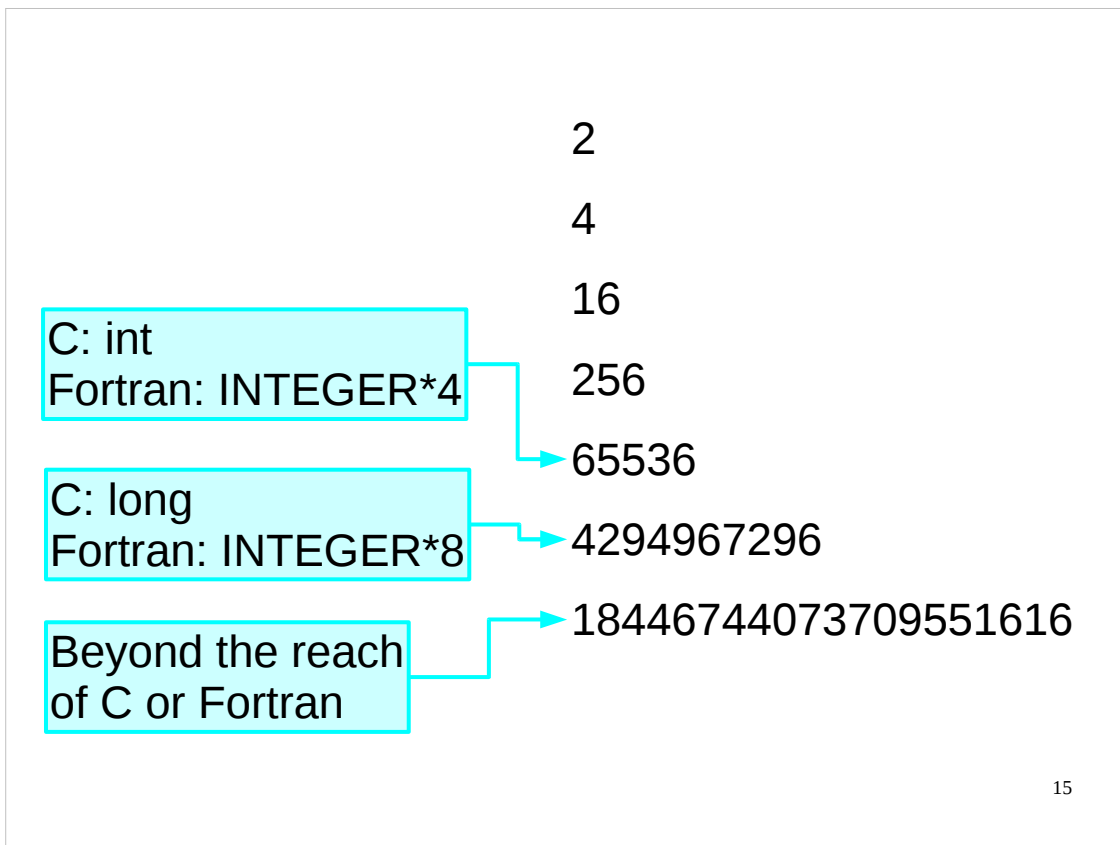 2
4
16
C: int
Fortran: INTEGER*4
256
65536
C: long
Fortran: INTEGER*8
4294967296
18446744073709551616
Beyond the reach
of C or Fortran
15